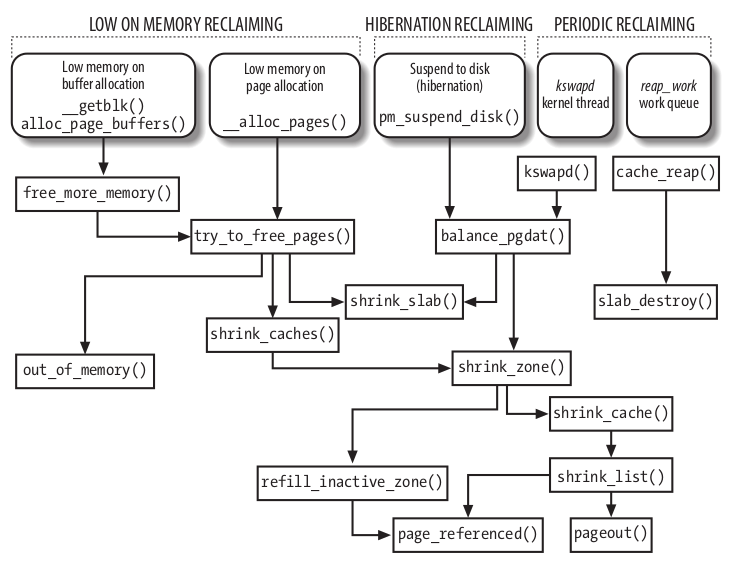 LOW ON MEMORY RECLAIMING
HIBERNATION RECLAIMING
PERIODIC RECLAIMING
Low memory on
buffer allocation
__getblk()
alloc_page_buffers()
Low memory on
page allocation
__alloc_pages()
Suspend to disk
(hibernation)
pm_suspend_disk()
kswapd
kernel thread
reap_work
work queue
free_more_memory()
kswapd()
cache_reap()
try_to_free_pages()
balance_pgdat()
shrink_slab()
slab_destroy()
shrink_caches()
out_of_memory()
shrink_zone()
shrink_cache()
refill_inactive_zone()
shrink_list()
page_referenced()
pageout()